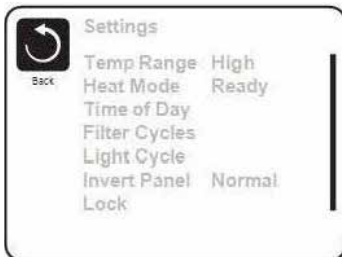 Settings
Back
Temp Range High
Heat Mode Ready
Time of Day
Filter Cycles
Light Cycle
Invert Panel Normal
Lock